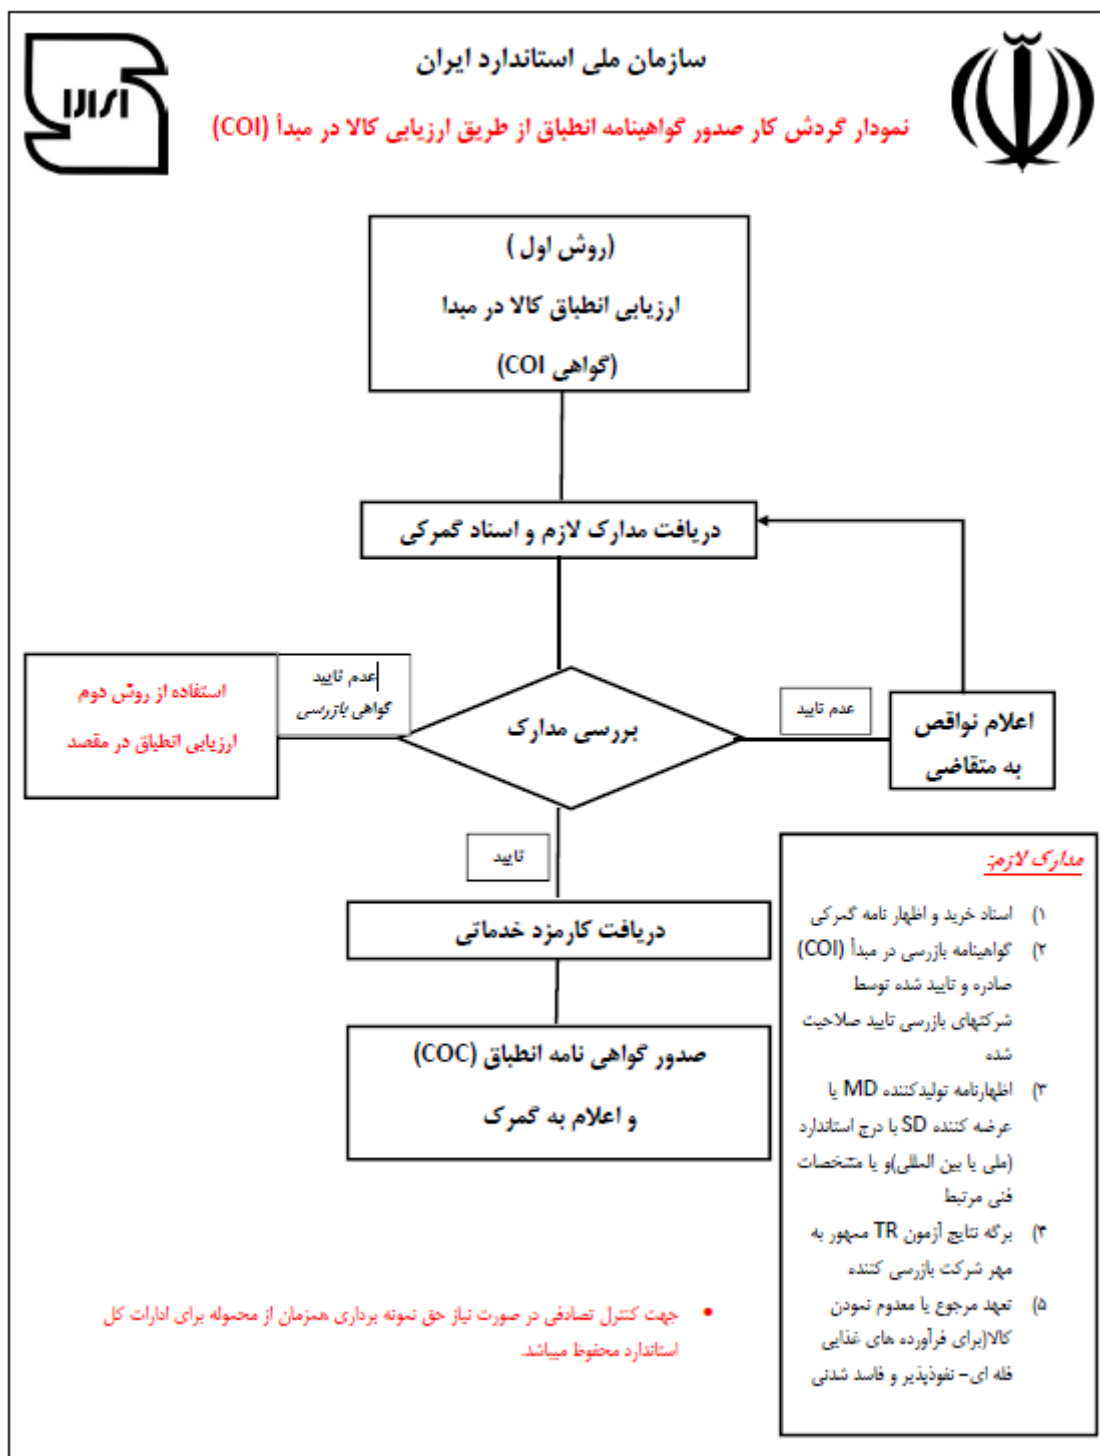 سازمان ملی استاندارد ایران
نمودار گردش کار صدور گواهینامه انطباق از طریق ارزیابی کالا در مبدأ (COI)
(روش اول )
ارزیابی انطباق کالا در مبدا
(گواهی COI)
دریافت مدارک لازم و اسناد گمرکی
استفاده از روش دوم
ارزیابی انطباق در مقصد
عدم تایید
گواهی بازرسی
بررسی مدارک
عدم تایید
اعلام نواقص
به متقاضی
تایید
دریافت کارمزد خدماتی
صدور گواهی نامه انطباق (COC)
و اعلام به گمرک
مدارک لازم:
۱) اسناد خرید و اظهار نامه گمرکی
۲) گواهینامه بازرسی در مبدأ (COI)
صادره و تایید شده توسط
شرکتهای بازرسی تایید صلاحیت
شده
۳) اظهارنامه تولیدکننده MD یا
عرضه کننده SD با درج استاندارد
(ملی یا بین المللی)و یا مشخصات
فنی مرتبط
۴) برگه نتایج آزمون TR ممهور به
مهر شرکت بازرسی کننده
۵) تعهد مرجوع یا معدوم نمودن
کالا(برای فرآورده های غذایی
فله ای– نفوذپذیر و فاسد شدنی
• جهت کنترل تصادفی در صورت نیاز حق نمونه برداری همزمان از محموله برای ادارات کل
استاندارد محفوظ میباشد.